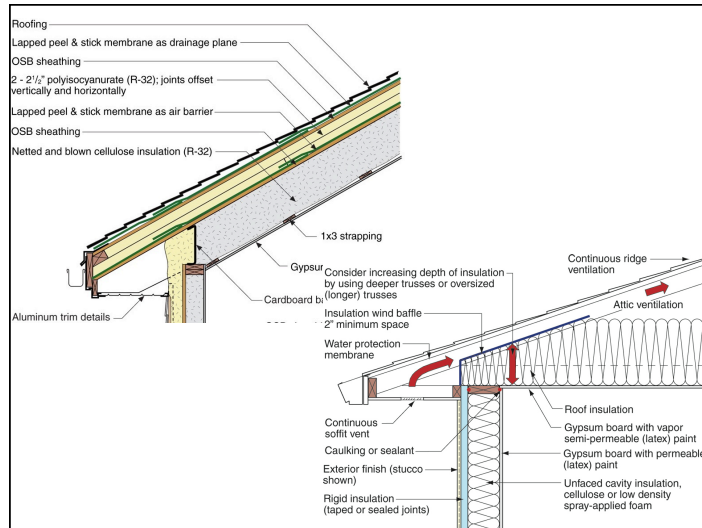 Roofing
Lapped peel & stick membrane as drainage plane
OSB sheathing
2 - 2 1/2" polyisocyanurate (R-32); joints offset
vertically and horizontally
Lapped peel & stick membrane as air barrier
OSB sheathing
Netted and blown cellulose insulation (R-32)
1x3 strapping
Gypsum
Cardboard ba
Aluminum trim details
Consider increasing depth of insulation
by using deeper trusses or oversized
(longer) trusses
Insulation wind baffle
2" minimum space
Water protection
membrane
Continuous ridge
ventilation
Attic ventilation
Continuous
soffit vent
Caulking or sealant
Exterior finish (stucco
shown)
Rigid insulation
(taped or sealed joints)
Roof insulation
Gypsum board with vapor
semi-permeable (latex) paint
Gypsum board with permeable
(latex) paint
Unfaced cavity insulation,
cellulose or low density
spray-applied foam